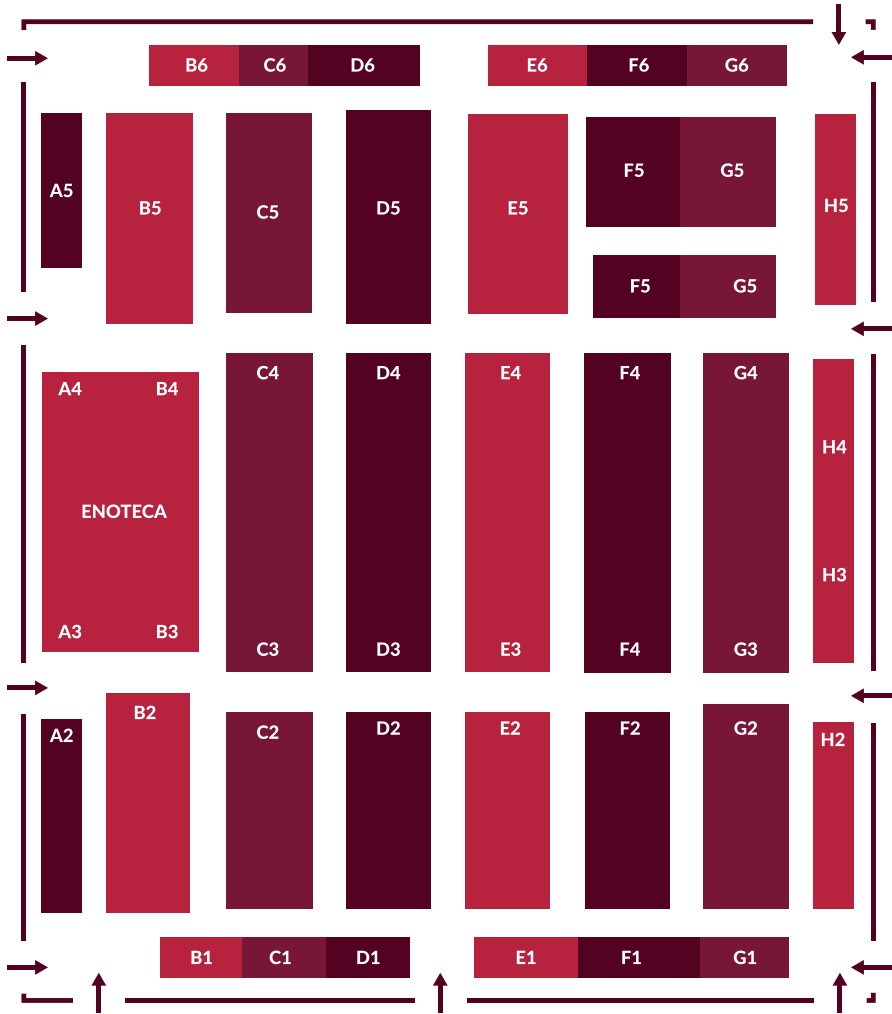 B6 C6 D6 E6 F6 G6
A5 B5 C5 D5 E5 F5 G5 H5
F5 G5
A4 B4 C4 D4 E4 F4 G4
H4
ENOTECA
H3
A3 B3 C3 D3 E3 F4 G3
A2 B2 C2 D2 E2 F2 G2 H2
B1 C1 D1 E1 F1 G1